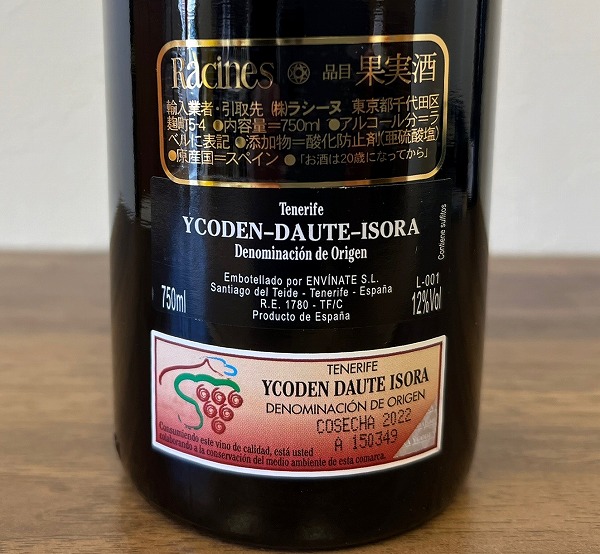 Racines 品目 果実酒
輸入業者・引取先 ㈱ラシーヌ 東京都千代田区
麹町5-4 ●内容量=750ml ●アルコール分=ラ
ベルに表記 ●添加物=酸化防止剤(亜硫酸塩)
●原産国=スペイン ●「お酒は20歳になってから」
Tenerife
YCODEN-DAUTE-ISORA
Denominación de Origen
Contiene sulfitos
Embotellado por ENVÍNATE S.L.
Santiago del Teide - Tenerife - España
R.E. 1780 - TF/C
Producto de España
750ml
L-001
12%Vol
TENERIFE
YCODEN DAUTE ISORA
DENOMINACIÓN DE ORIGEN
COSECHA 2022
A 150349
Consumiendo este vino de calidad, está usted
colaborando a la conservación del medio ambiente de esta comarca.